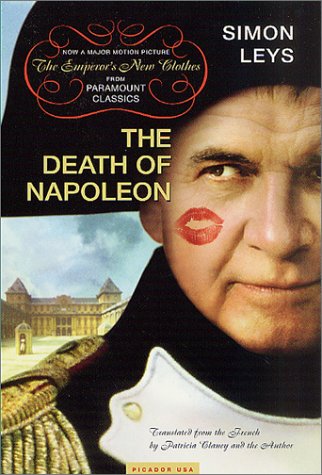 SIMON
LEYS
NOW A MAJOR MOTION PICTURE
The Emperor's New Clothes
FROM
PARAMOUNT
CLASSICS
THE
DEATH OF
NAPOLEON
Translated from the French
by Patricia Clancy and the Author
PICADOR USA